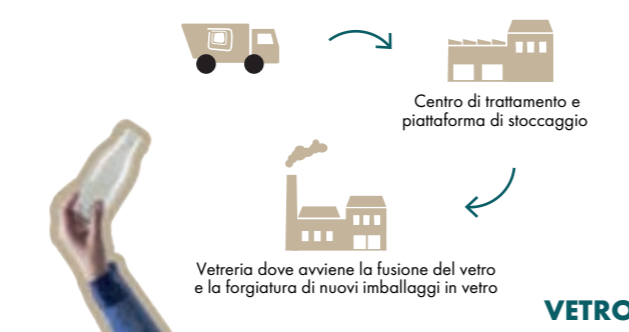 Centro di trattamento e
piattaforma di stoccaggio
Vetreria dove avviene la fusione del vetro
e la forgiatura di nuovi imballaggi in vetro
VETRO